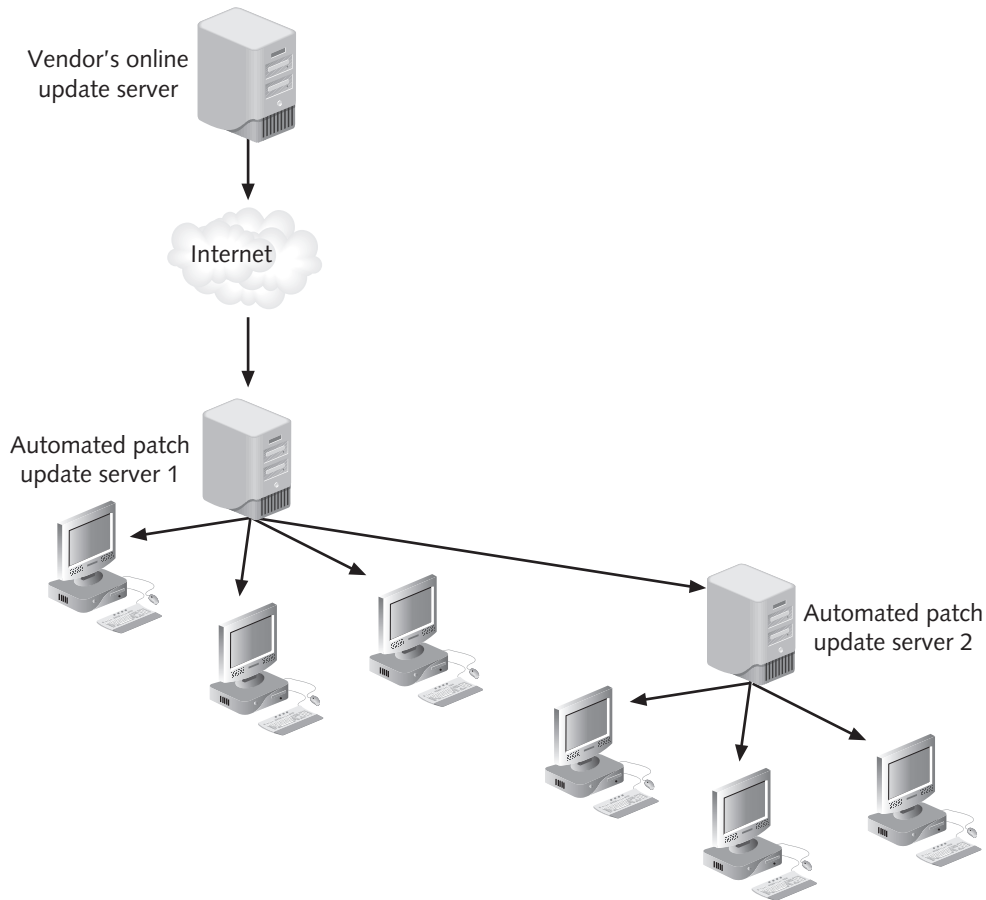 Vendor's online
update server
Internet
Automated patch
update server 1
Automated patch
update server 2